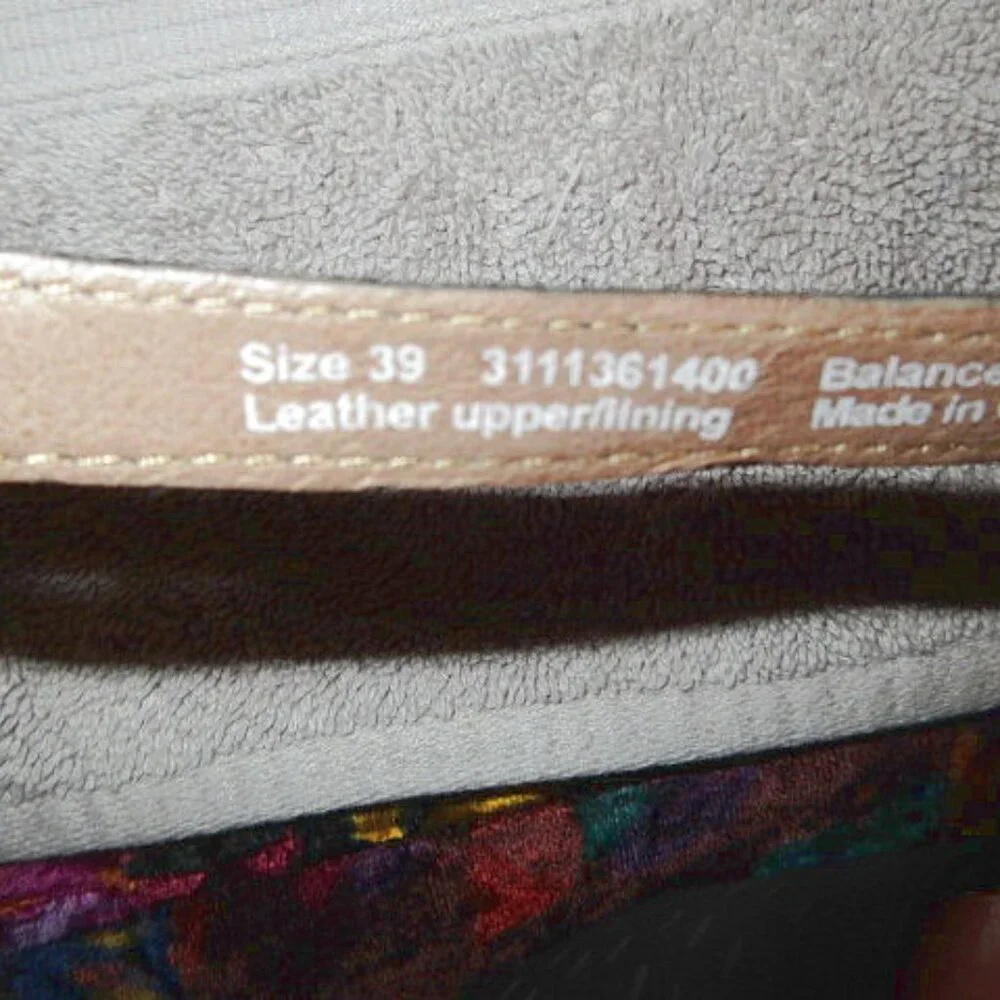 Size 39 3111361400 Balance
Leather upper/lining Made in